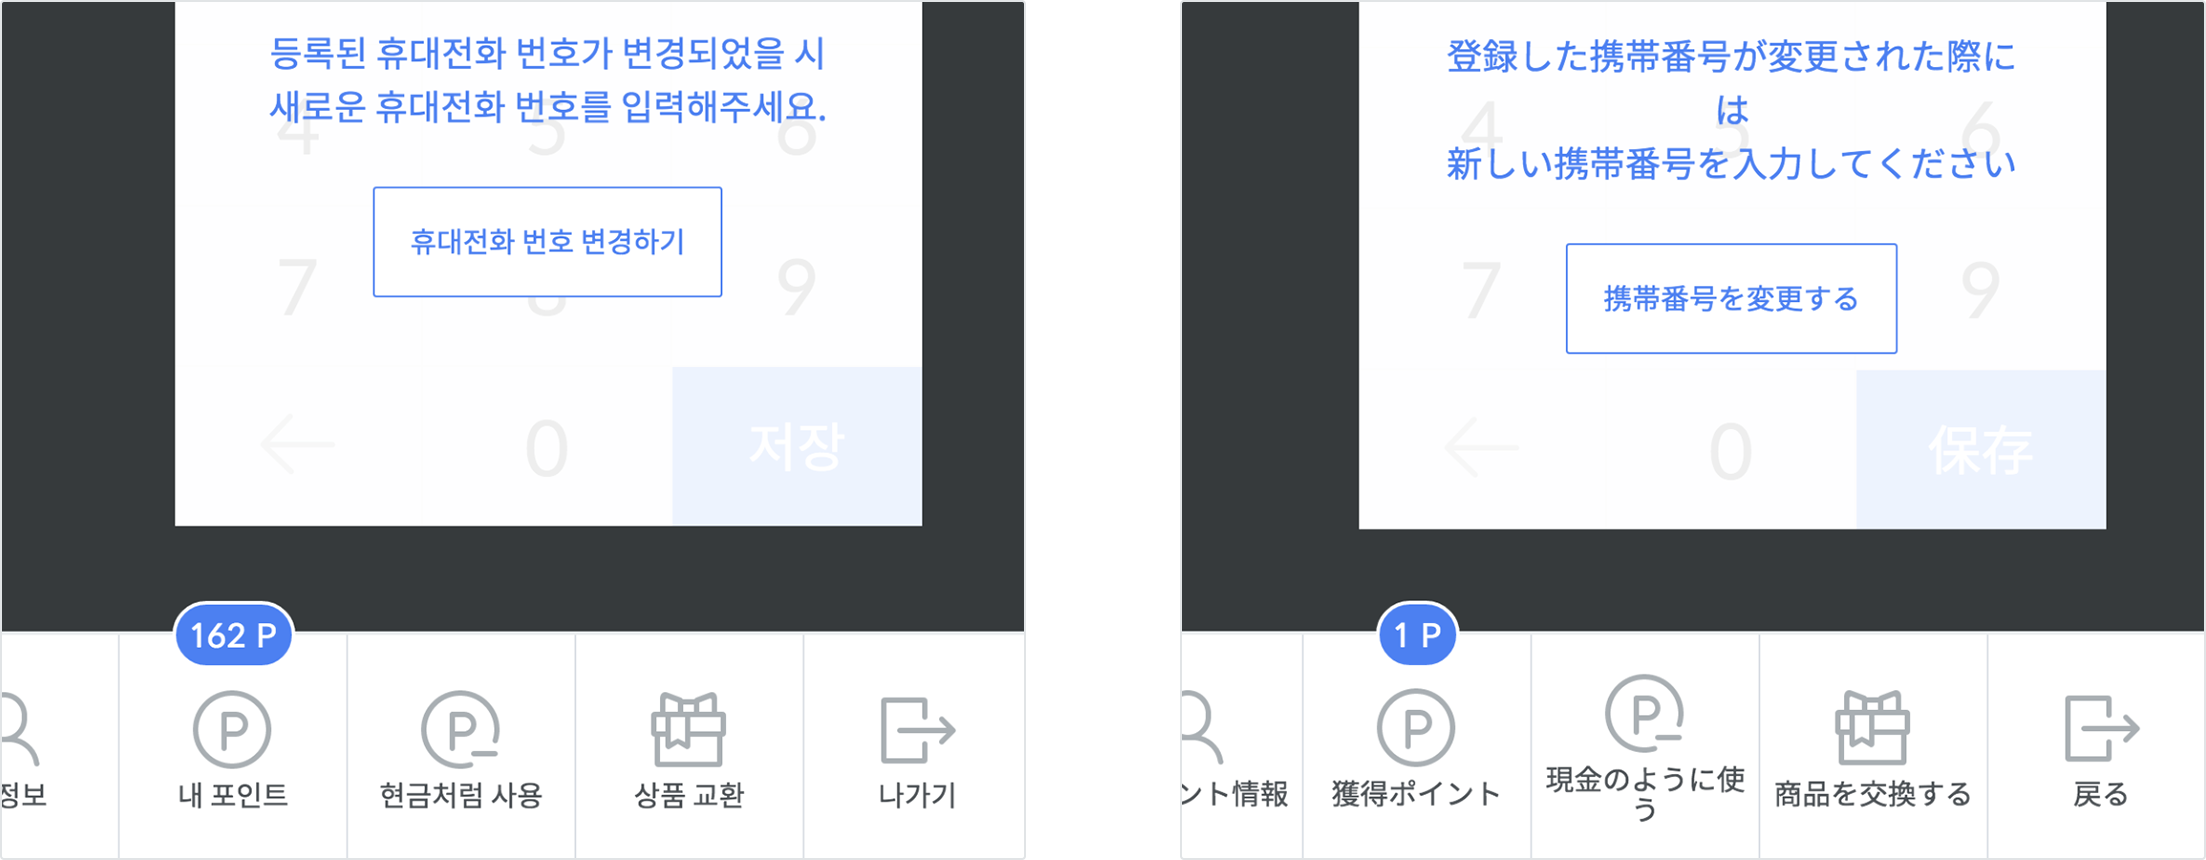 등록된 휴대전화 번호가 변경되었을 시
새로운 휴대전화 번호를 입력해주세요.
4 5 6
휴대전화 번호 변경하기
7 8 9
0 저장
162 P
정보
내 포인트
현금처럼 사용
상품 교환
나가기
登録した携帯番号が変更された際に
は
新しい携帯番号を入力してください
4 5 6
携帯番号を変更する
7 9
0 保存
1 P
ント情報
獲得ポイント
現金のように使
う
商品を交換する
戻る